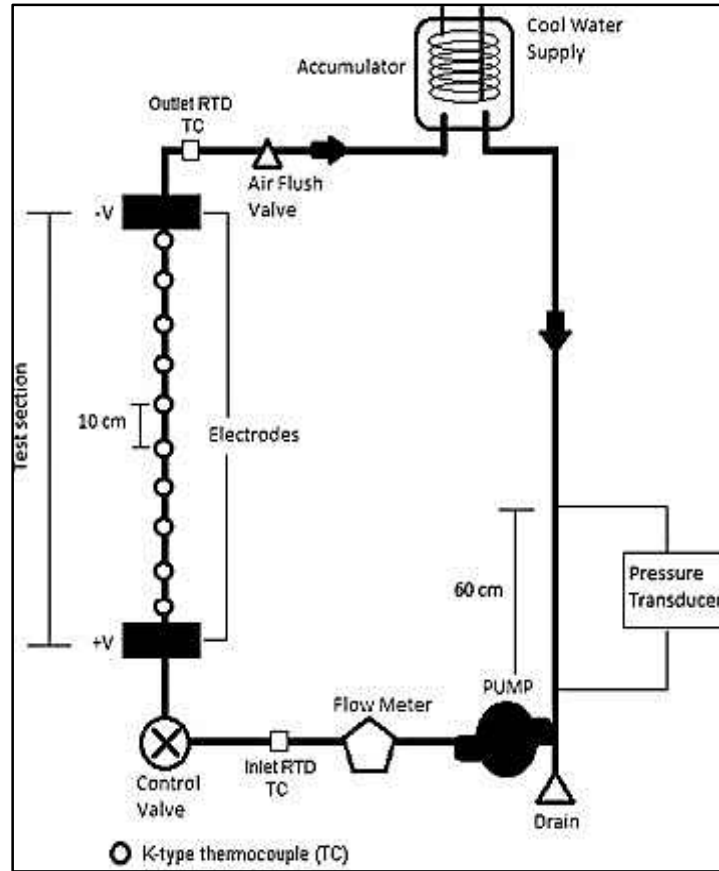 Cool Water
Supply
Accumulator
Outlet RTD
TC
Air Flush
Valve
-V
Test section
10 cm
Electrodes
60 cm
Pressure
Transducer
+V
PUMP
Flow Meter
Inlet RTD
TC
Control
Valve
Drain
K-type thermocouple (TC)